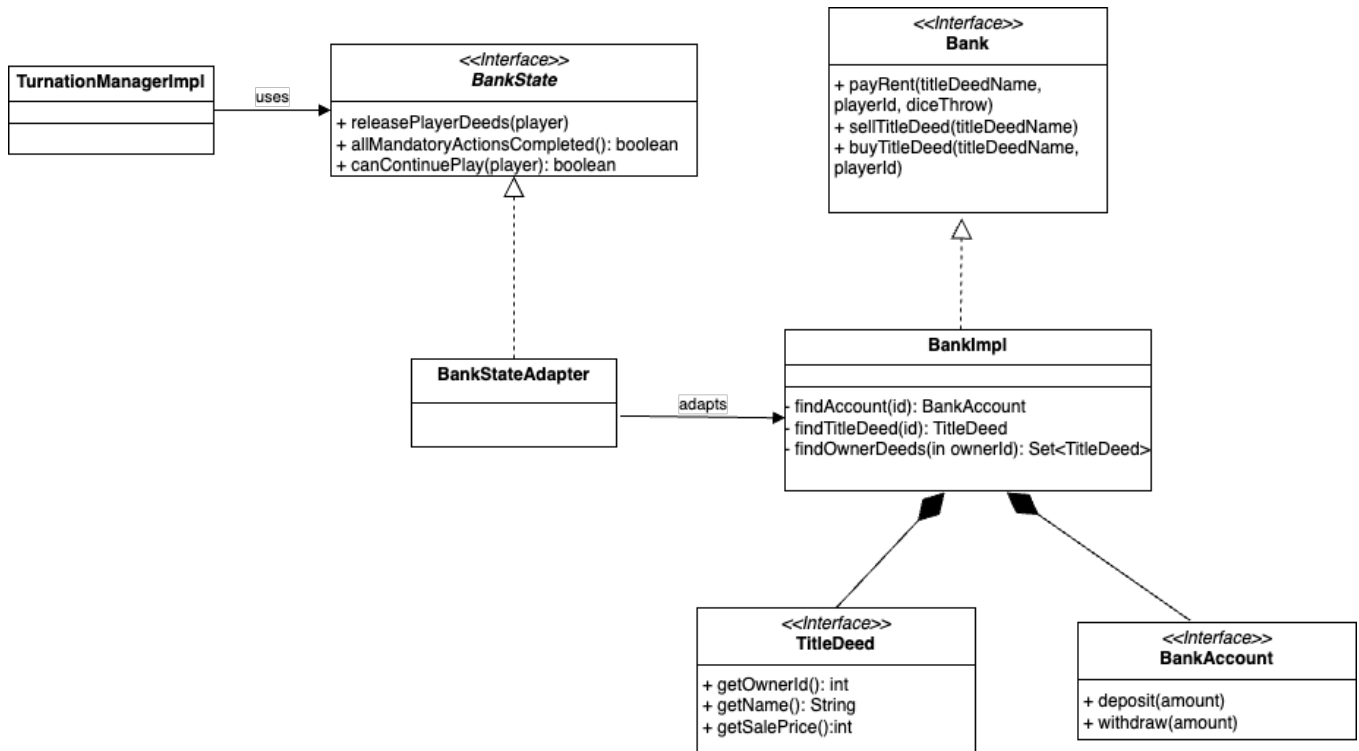 TurnationManagerImpl
uses
<<Interface>>
BankState
+ releasePlayerDeeds(player)
+ allMandatoryActionsCompleted(): boolean
+ canContinuePlay(player): boolean
<<Interface>>
Bank
+ payRent(titleDeedName,
playerId, diceThrow)
+ sellTitleDeed(titleDeedName)
+ buyTitleDeed(titleDeedName,
playerId)
BankStateAdapter
adapts
BankImpl
- findAccount(id): BankAccount
- findTitleDeed(id): TitleDeed
- findOwnerDeeds(in ownerId): Set<TitleDeed>
<<Interface>>
TitleDeed
+ getOwnerId(): int
+ getName(): String
+ getSalePrice():int
<<Interface>>
BankAccount
+ deposit(amount)
+ withdraw(amount)